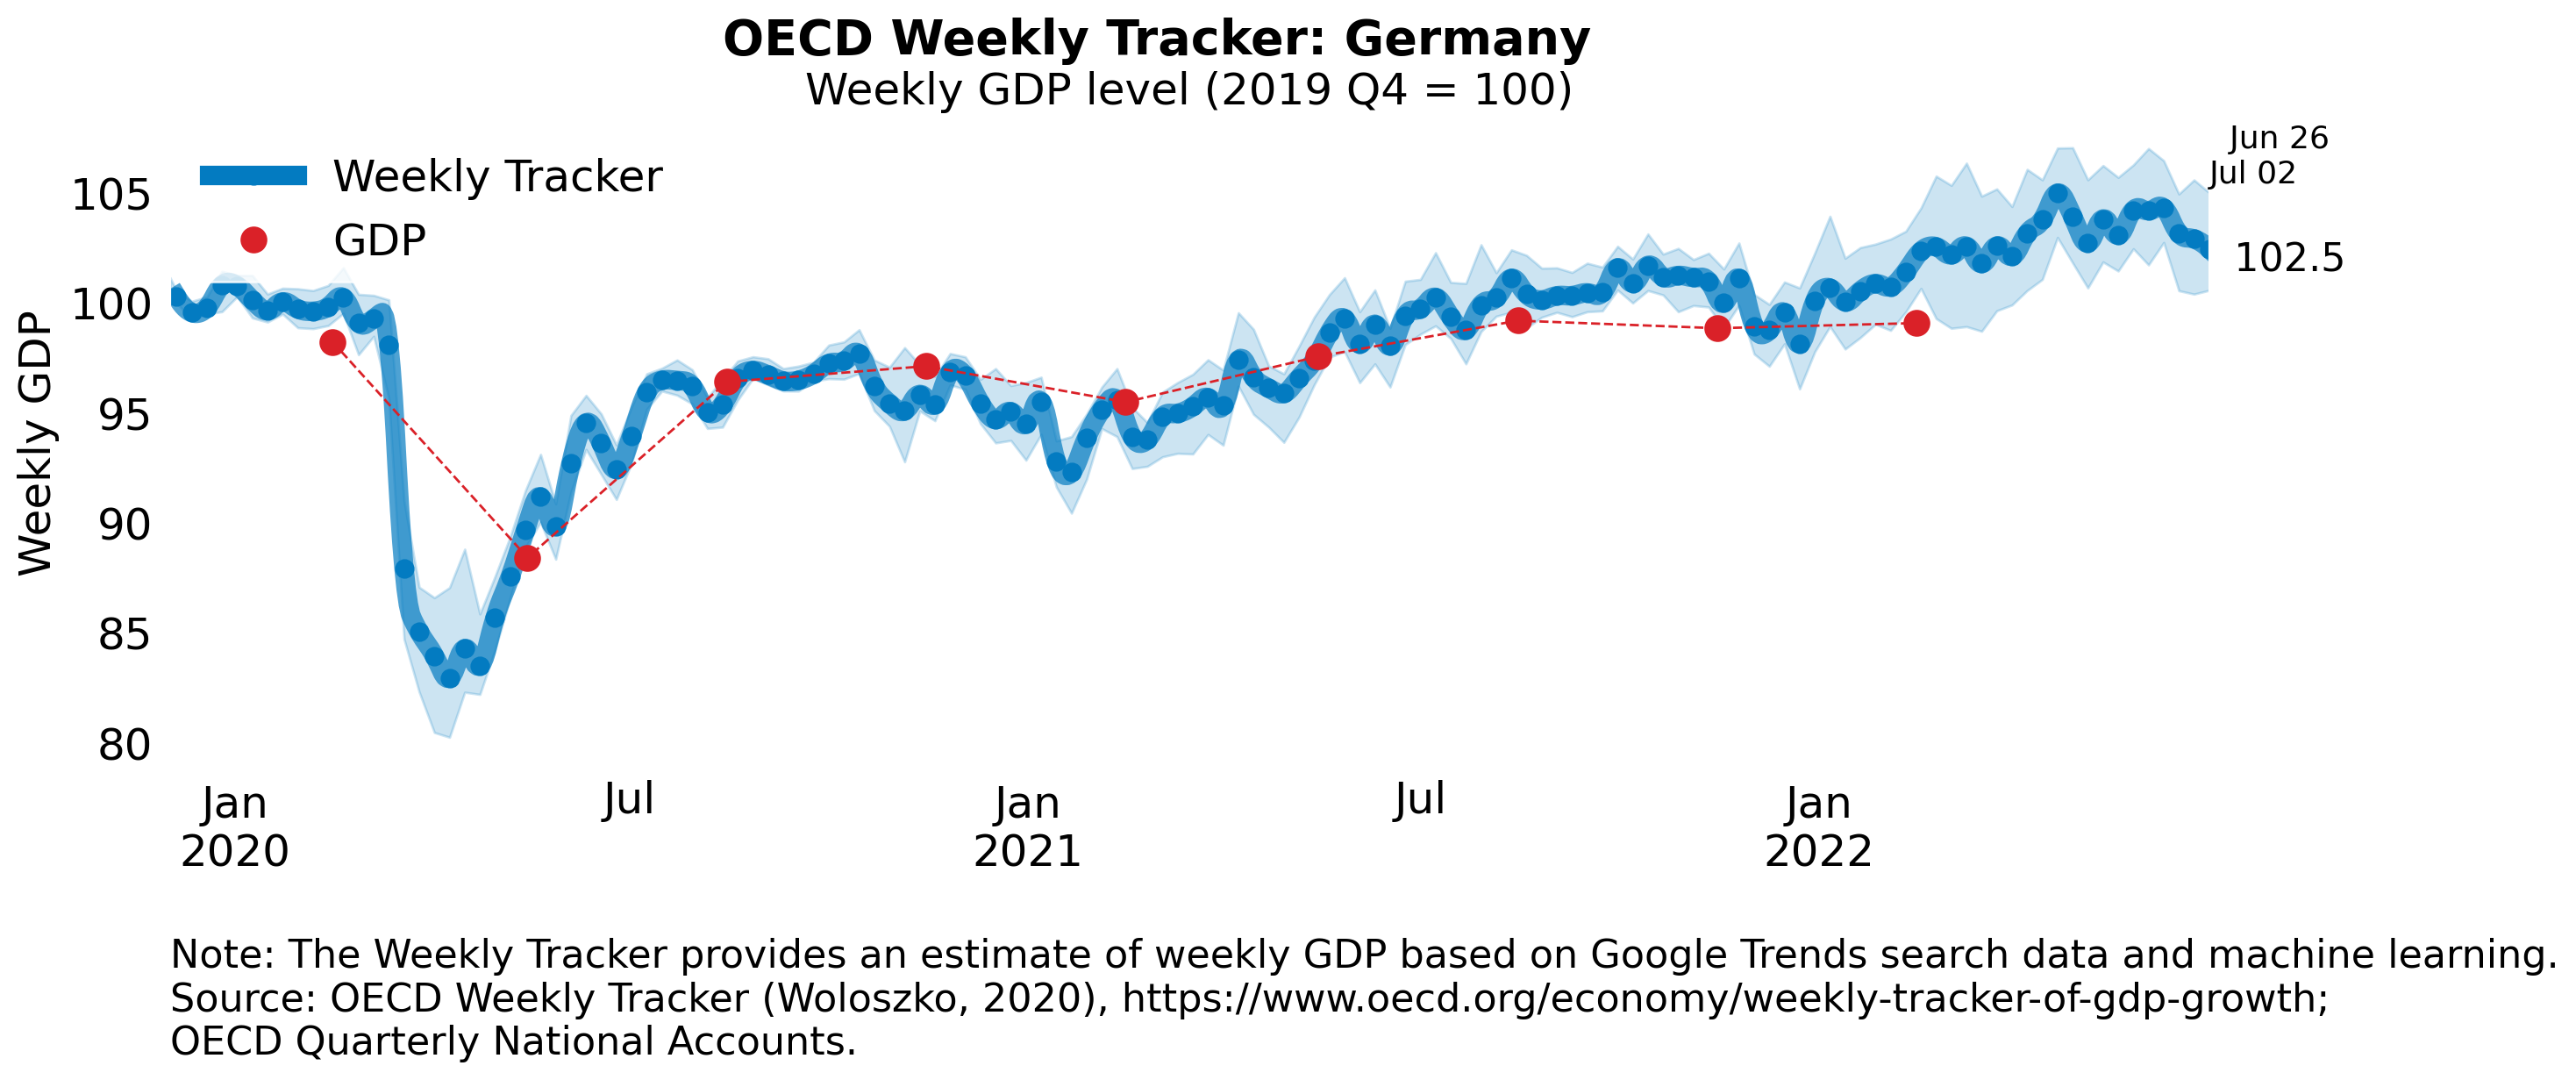 OECD Weekly Tracker: Germany
Weekly GDP level (2019 Q4 = 100)
Jun 26
Jul 02
Weekly Tracker
GDP
102.5
Weekly GDP
105
100
95
90
85
80
Jan
2020
Jul
Jan
2021
Jul
Jan
2022
Note: The Weekly Tracker provides an estimate of weekly GDP based on Google Trends search data and machine learning.
Source: OECD Weekly Tracker (Woloszko, 2020), https://www.oecd.org/economy/weekly-tracker-of-gdp-growth;
OECD Quarterly National Accounts.